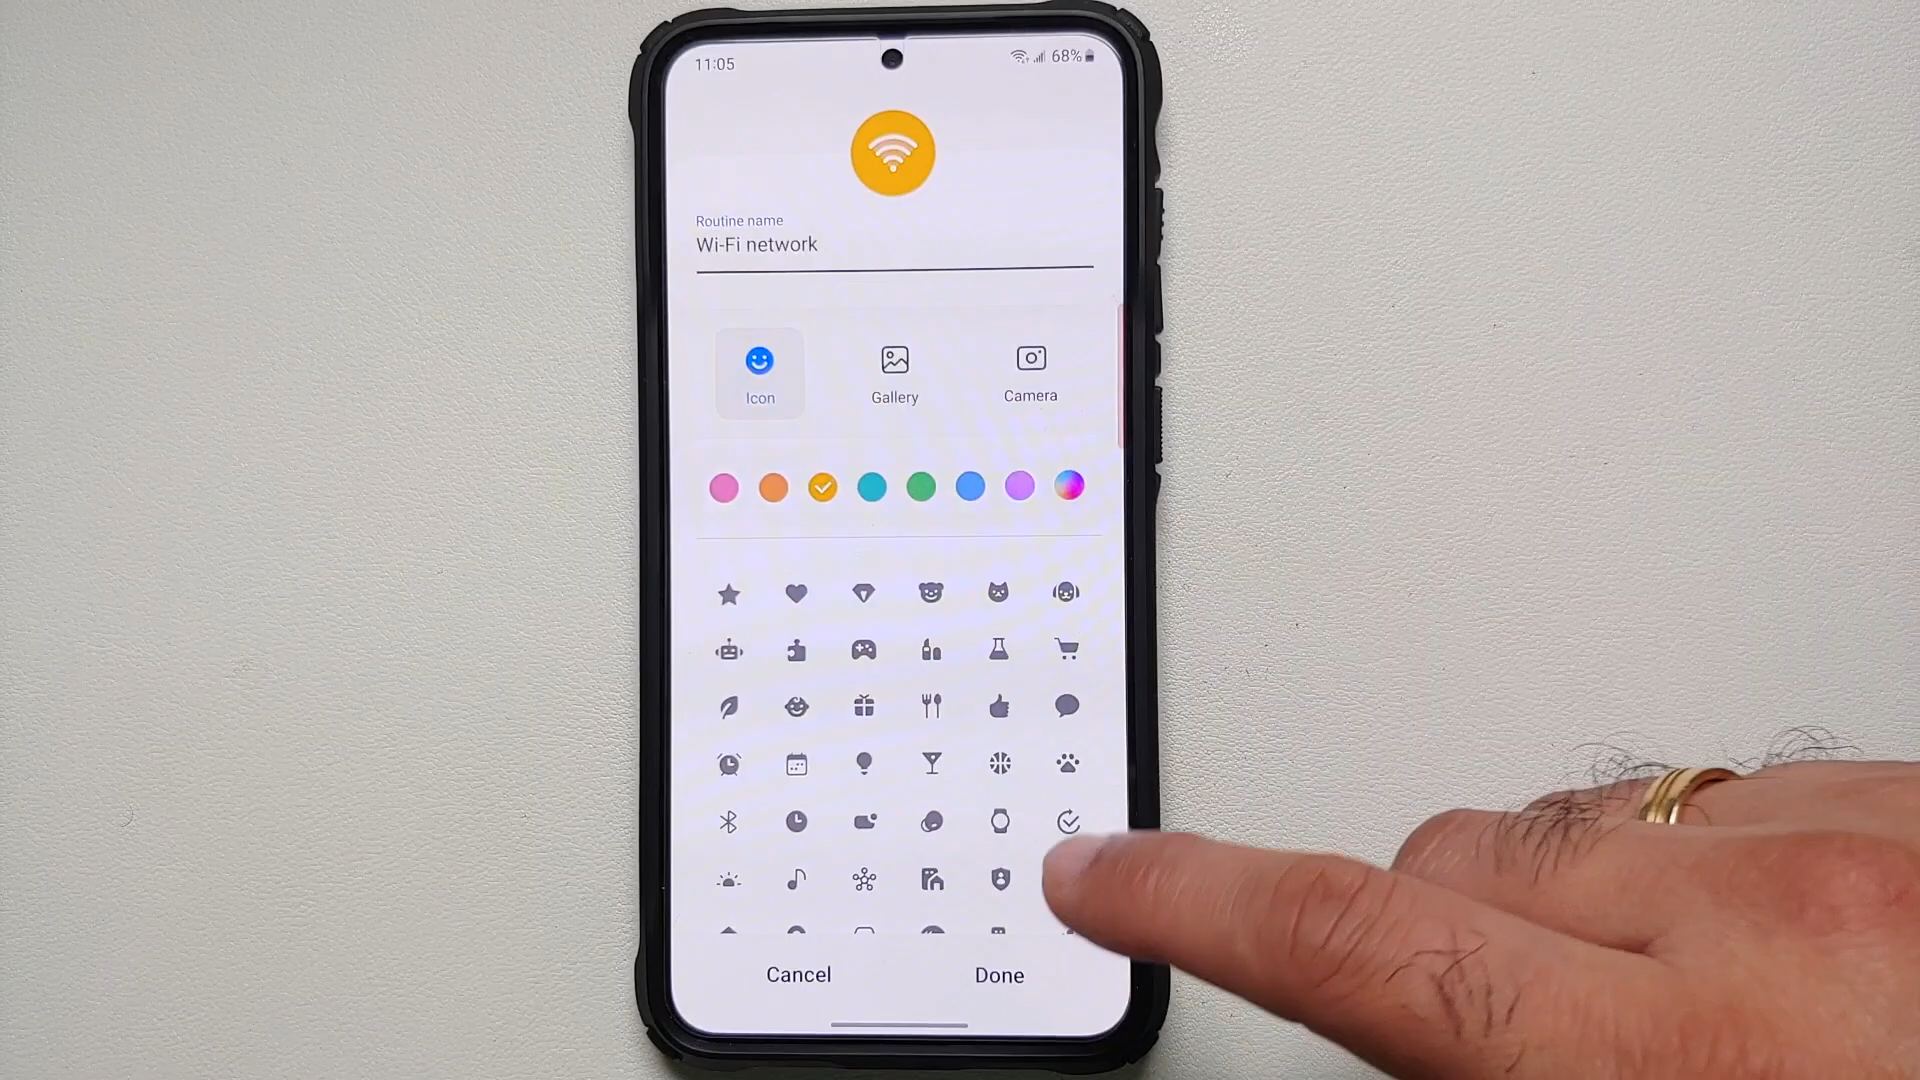 11:05
68%
Routine name
Wi-Fi network
Icon
Gallery
Camera
Cancel
Done